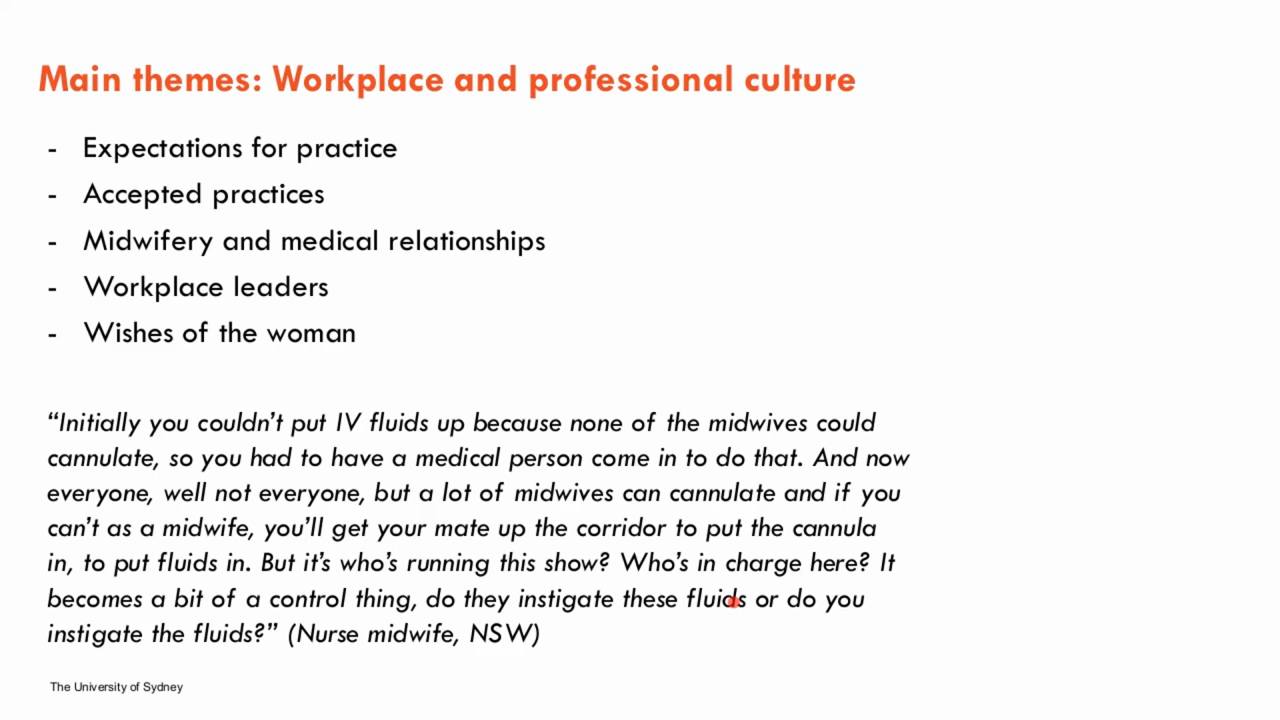 Main themes: Workplace and professional culture
- Expectations for practice
- Accepted practices
- Midwifery and medical relationships
- Workplace leaders
- Wishes of the woman
“Initially you couldn’t put IV fluids up because none of the midwives could
cannulate, so you had to have a medical person come in to do that. And now
everyone, well not everyone, but a lot of midwives can cannulate and if you
can’t as a midwife, you’ll get your mate up the corridor to put the cannula
in, to put fluids in. But it’s who’s running this show? Who’s in charge here? It
becomes a bit of a control thing, do they instigate these fluids or do you
instigate the fluids?” (Nurse midwife, NSW)
The University of Sydney